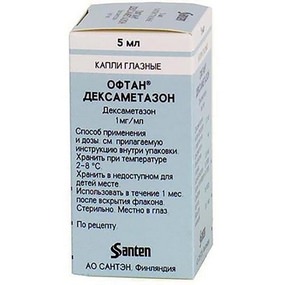 5 мл
КАПЛИ ГЛАЗНЫЕ
ОФТАН®
ДЕКСАМЕТАЗОН
Дексаметазон
1мг/мл
Способ применения
и дозы: см. прилагаемую
инструкцию внутри упаковки.
Хранить при температуре
2-8 °C.
Хранить в недоступном для
детей месте.
Использовать в течение 1 мес.
после вскрытия флакона.
Стерильно. Местно в глаз.
По рецепту
Santen
АО САНТЭН, Финляндия